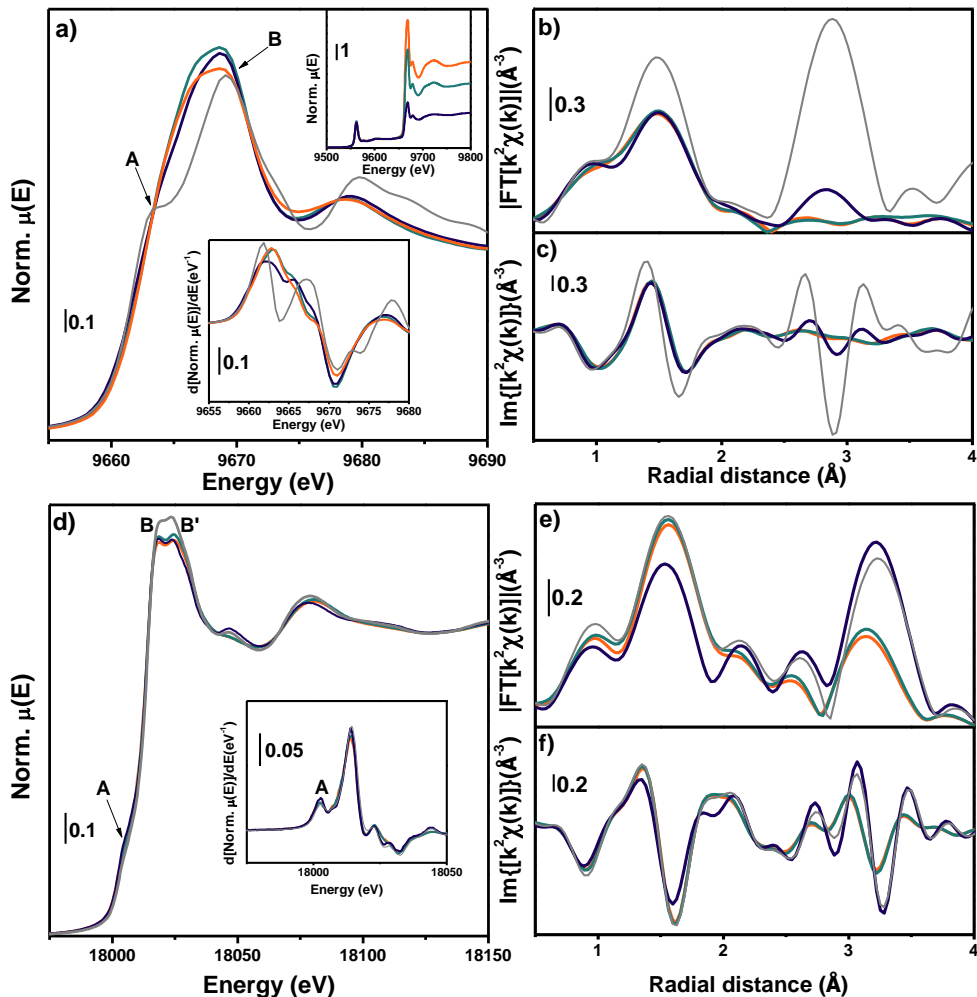 a)
A
B
|1
Norm. μ(E)
9500 9600 9700 9800
Energy (eV)
Norm. μ(E)
|0.1
d[Norm. μ(E)]/dE(eV⁻¹)
|0.1
9655 9660 9665 9670 9675 9680
Energy (eV)
9660 9670 9680 9690
Energy (eV)
b)
|0.3
|FT[k²χ(k)]|(Å⁻³)
c)
|0.3
Im{[k²χ(k)]}(Å⁻³)
1 2 3 4
Radial distance (Å)
d)
B B'
A
Norm. μ(E)
|0.1
d[Norm. μ(E)]/dE(eV⁻¹)
|0.05
A
18000 18050
Energy (eV)
18000 18050 18100 18150
Energy (eV)
e)
|0.2
|FT[k²χ(k)]|(Å⁻³)
f)
|0.2
Im{[k²χ(k)]}(Å⁻³)
1 2 3 4
Radial distance (Å)